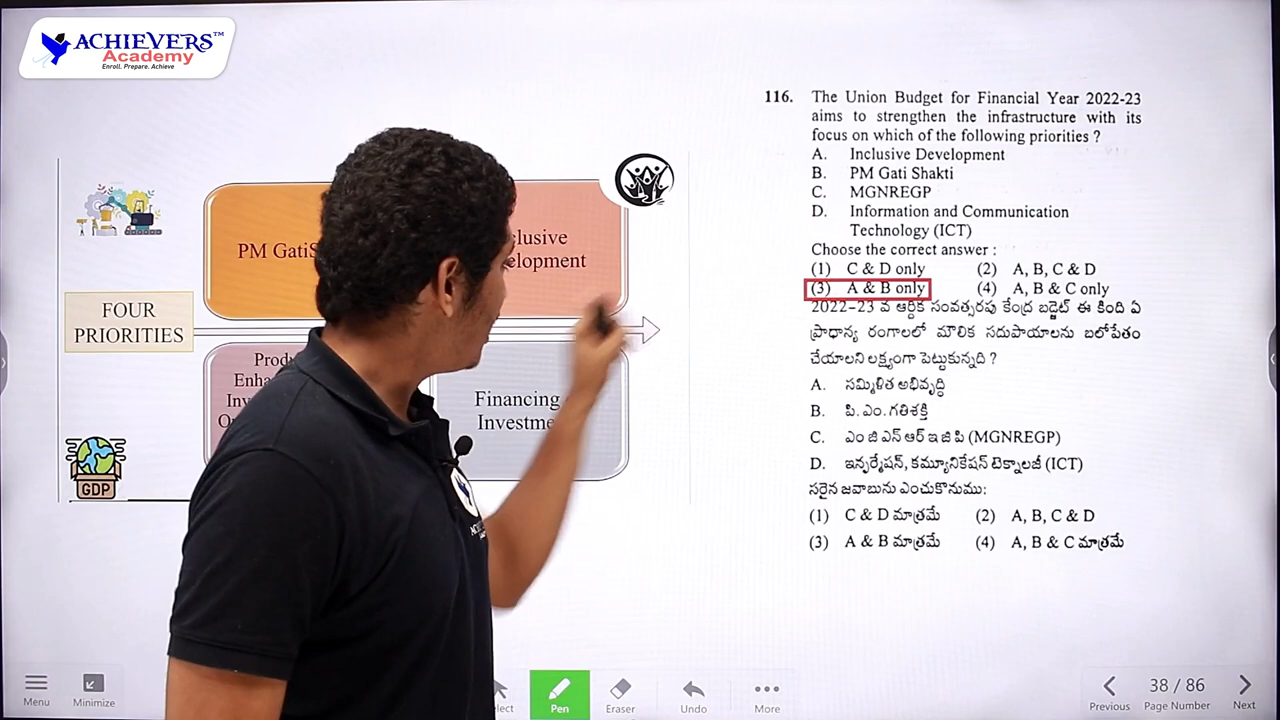 ACHIEVERS™
Academy
Enroll. Prepare. Achieve
FOUR
PRIORITIES
PM
GDP
Financing
116. The Union Budget for Financial Year 2022-23
aims to strengthen the infrastructure with its
focus on which of the following priorities ?
A. Inclusive Development
B. PM Gati Shakti
C. MGNREGP
D. Information and Communication
Technology (ICT)
Choose the correct answer :
(1) C & D only (2) A, B, C & D
(3) A & B only (4) A, B & C only
2022-23 వ ఆర్థిక సంవత్సరపు కేంద్ర బడ్జెట్ ఈ కింది ఏ
ప్రాధాన్య రంగాలలో మౌలిక సదుపాయాలను బలోపేతం
చేయాలని లక్ష్యంగా పెట్టుకున్నది ?
A. సమ్మిళిత అభివృద్ధి
B. పి. ఎం. గతిశక్తి
C. ఎం జి ఎన్ ఆర్ ఇ జి పి (MGNREGP)
D. ఇన్ఫర్మేషన్, కమ్యూనికేషన్ టెక్నాలజీ (ICT)
సరైన జవాబును ఎంచుకొనుము:
(1) C & D మాత్రమే (2) A, B, C & D
(3) A & B మాత్రమే (4) A, B & C మాత్రమే
Menu Minimize Pen Eraser Undo More Previous 38 / 86 Page Number Next